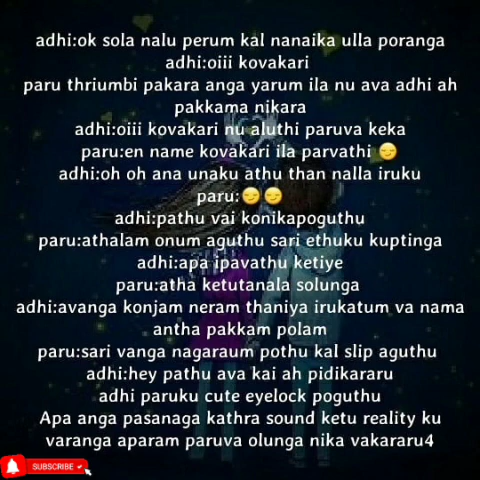 adhi:ok sola nalu perum kal nanaika ulla poranga
adhi:oiii kovakari
paru thriumbi pakara anga yarum ila nu ava adhi ah
pakkama nikara
adhi:oiii kovakari nu aluthi paruva keka
paru:en name kovakari ila parvathi 😏
adhi:oh oh ana unaku athu than nalla iruku
paru:😏😏
adhi:pathu vai konikapoguthu
paru:athalam onum aguthu sari ethuku kuptinga
adhi:apa ipavathu ketiye
paru:atha ketutanala solunga
adhi:avanga konjam neram thaniya irukatum va nama
antha pakkam polam
paru:sari vanga nagaraum pothu kal slip aguthu
adhi:hey pathu ava kai ah pidikararu
adhi paruku cute eyelock poguthu
Apa anga pasanaga kathra sound ketu reality ku
varanga aparam paruva olunga nika vakararu4
SUBSCRIBE